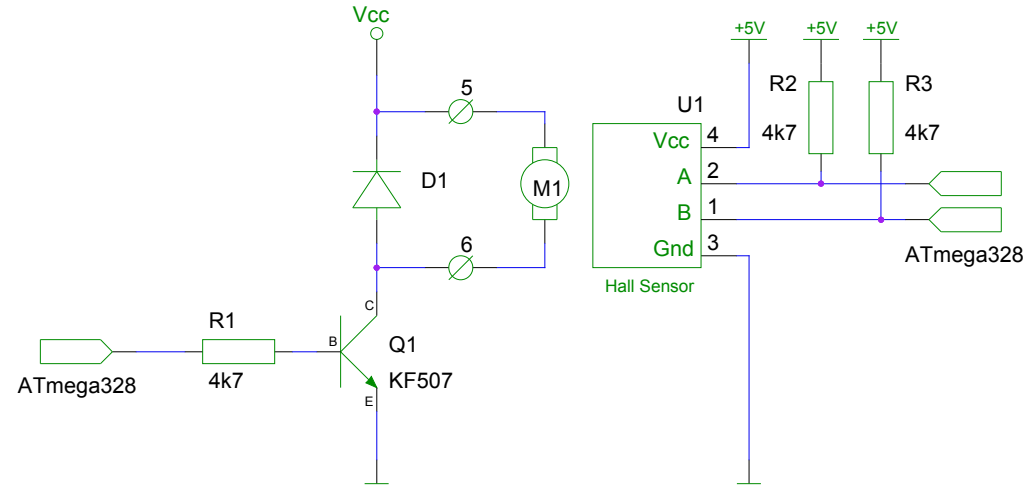 Vcc
5
D1
M1
6
C
B
E
Q1
KF507
R1
4k7
ATmega328
+5V
+5V
+5V
R2
4k7
R3
4k7
U1
Vcc
4
A
2
B
1
Gnd
3
Hall Sensor
ATmega328